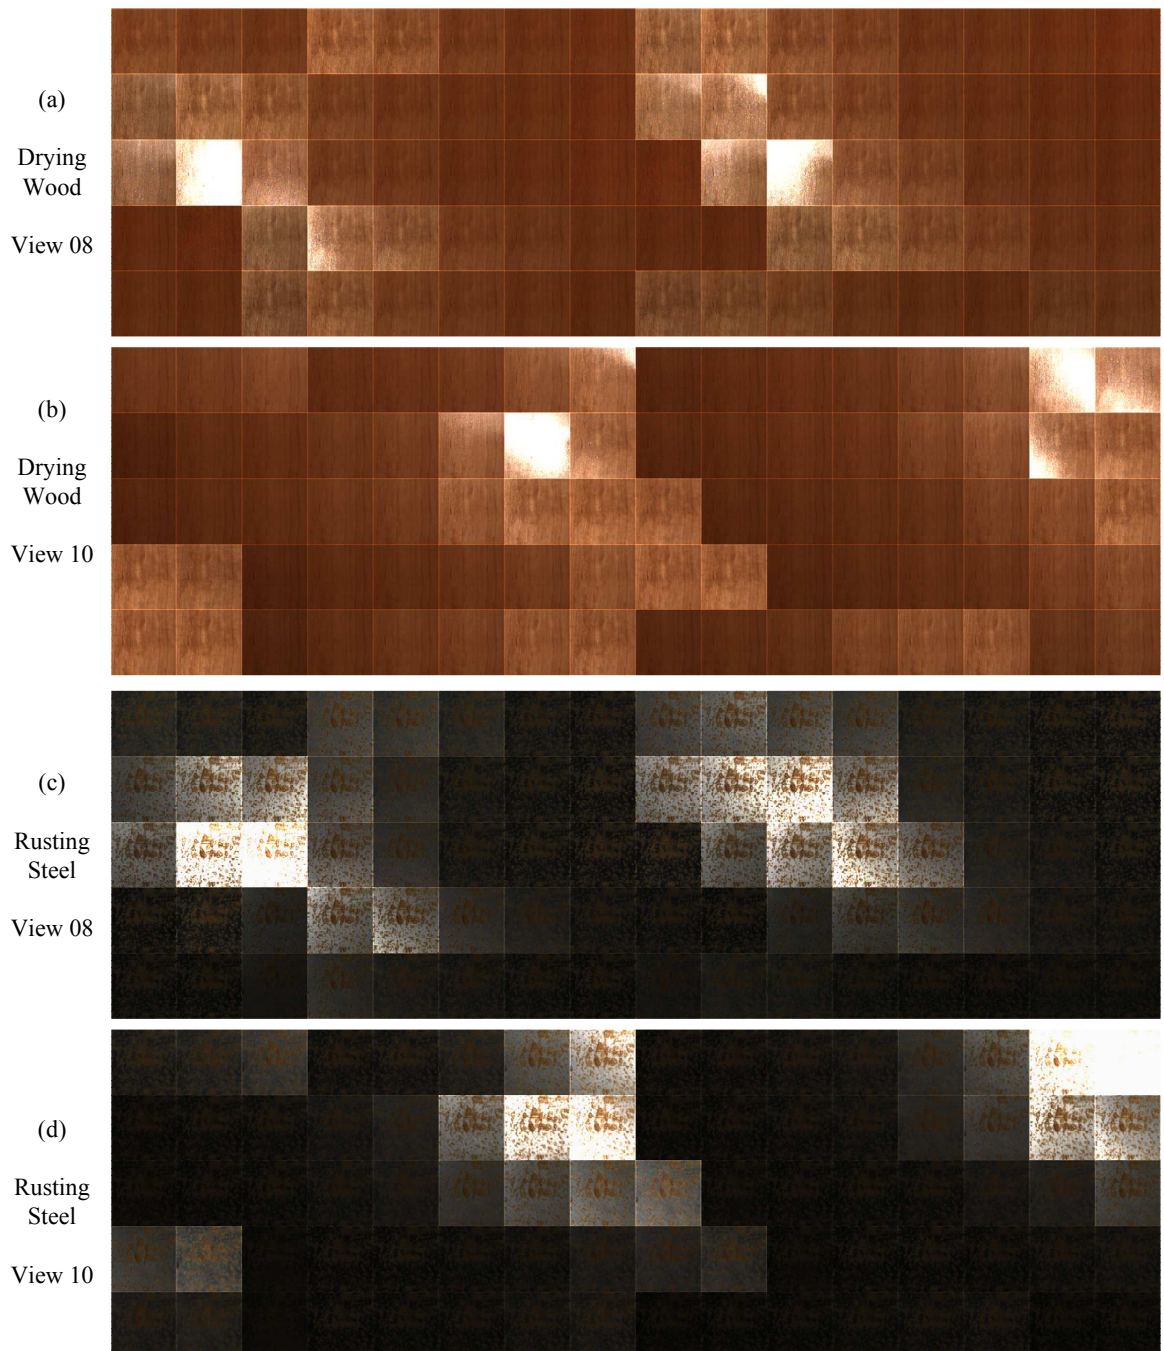 (a)
Drying
Wood
View 08
(b)
Drying
Wood
View 10
(c)
Rusting
Steel
View 08
(d)
Rusting
Steel
View 10